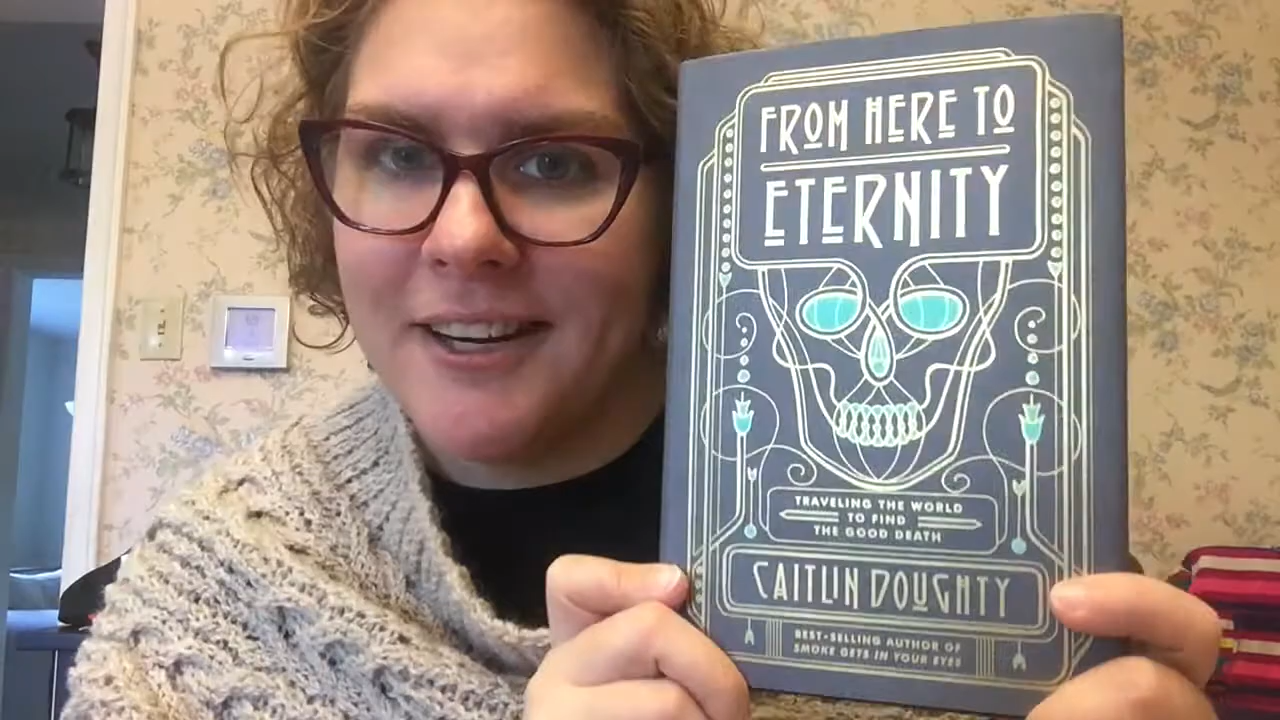 FROM HERE TO
ETERNITY
TRAVELING THE WORLD
TO FIND
THE GOOD DEATH
CAITLIN DOUGHTY
BEST-SELLING AUTHOR OF
SMOKE GETS IN YOUR EYES